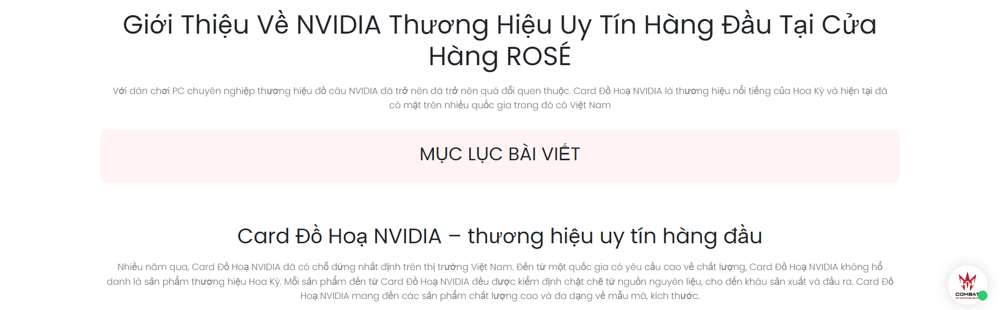 Giới Thiệu Về NVIDIA Thương Hiệu Uy Tín Hàng Đầu Tại Cửa
Hàng ROSÉ
Với dân chơi PC chuyên nghiệp thương hiệu đồ câu NVIDIA đã trở nên đã trở nên quá đỗi quen thuộc. Card Đồ Hoạ NVIDIA là thương hiệu nổi tiếng của Hoa Kỳ và hiện tại đã
có mặt trên nhiều quốc gia trong đó có Việt Nam
MỤC LỤC BÀI VIẾT
Card Đồ Hoạ NVIDIA – thương hiệu uy tín hàng đầu
Nhiều năm qua, Card Đồ Hoạ NVIDIA đã có chỗ đứng nhất định trên thị trường Việt Nam. Đến từ một quốc gia có yêu cầu cao về chất lượng, Card Đồ Hoạ NVIDIA không hổ
danh là sản phẩm thương hiệu Hoa Kỳ. Mỗi sản phẩm đến từ Card Đồ Hoạ NVIDIA đều được kiểm định chặt chẽ từ nguồn nguyên liệu, cho đến khâu sản xuất và đầu ra. Card Đồ
Hoạ NVIDIA mang đến các sản phẩm chất lượng cao và đa dạng về mẫu mã, kích thước.
COMBAT
PC GAMING GEAR